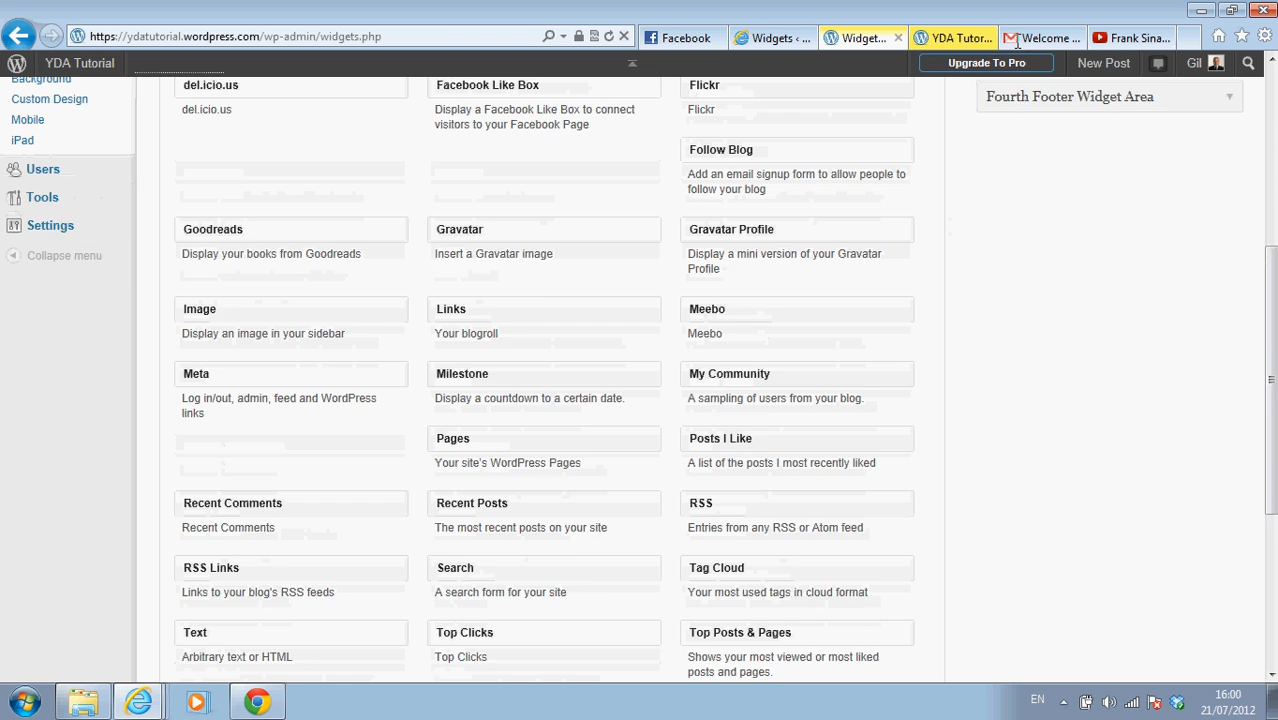 https://ydatutorial.wordpress.com/wp-admin/widgets.php
Facebook
Widgets ‹ ...
Widget...
YDA Tutor...
Welcome ...
Frank Sina...
YDA Tutorial
Upgrade To Pro
New Post
Gil
Background
Custom Design
Mobile
iPad
Users
Tools
Settings
Collapse menu
del.icio.us
del.icio.us
Facebook Like Box
Display a Facebook Like Box to connect
visitors to your Facebook Page
Flickr
Flickr
Follow Blog
Add an email signup form to allow people to
follow your blog
Goodreads
Display your books from Goodreads
Gravatar
Insert a Gravatar image
Gravatar Profile
Display a mini version of your Gravatar
Profile
Image
Display an image in your sidebar
Links
Your blogroll
Meebo
Meebo
Meta
Log in/out, admin, feed and WordPress
links
Milestone
Display a countdown to a certain date.
My Community
A sampling of users from your blog.
Pages
Your site's WordPress Pages
Posts I Like
A list of the posts I most recently liked
Recent Comments
Recent Comments
Recent Posts
The most recent posts on your site
RSS
Entries from any RSS or Atom feed
RSS Links
Links to your blog's RSS feeds
Search
A search form for your site
Tag Cloud
Your most used tags in cloud format
Text
Arbitrary text or HTML
Top Clicks
Top Clicks
Top Posts & Pages
Shows your most viewed or most liked
posts and pages.
Fourth Footer Widget Area
EN
16:00
21/07/2012